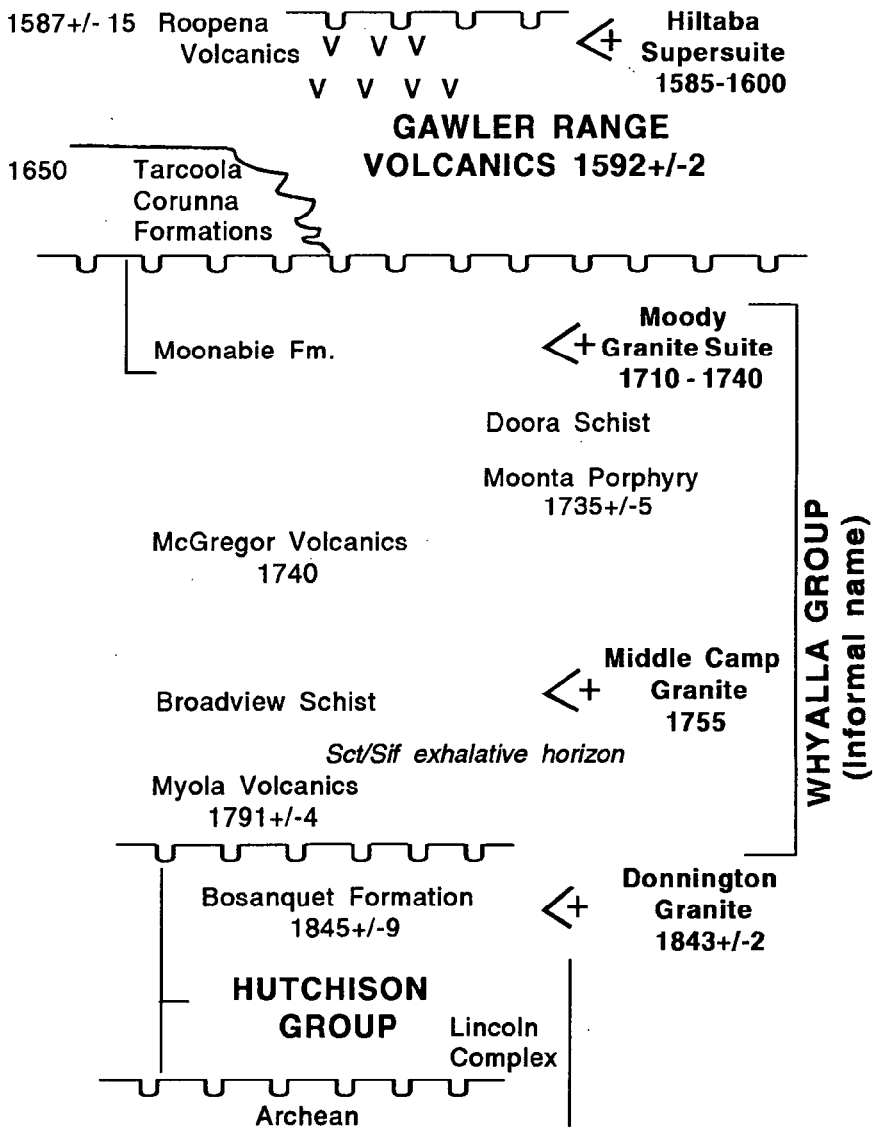 1587+/- 15 Roopena
Volcanics
V V V
V V V V
+ Hiltaba
Supersuite
1585-1600
GAWLER RANGE
VOLCANICS 1592+/-2
1650 Tarcoola
Corunna
Formations
Moonabie Fm.
+ Moody
Granite Suite
1710 - 1740
Doora Schist
Moonta Porphyry
1735+/-5
McGregor Volcanics
1740
Broadview Schist
+ Middle Camp
Granite
1755
Sct/Sif exhalative horizon
Myola Volcanics
1791+/-4
WHYALLA GROUP
(Informal name)
Bosanquet Formation
1845+/-9
+ Donnington
Granite
1843+/-2
HUTCHISON
GROUP
Lincoln
Complex
Archean